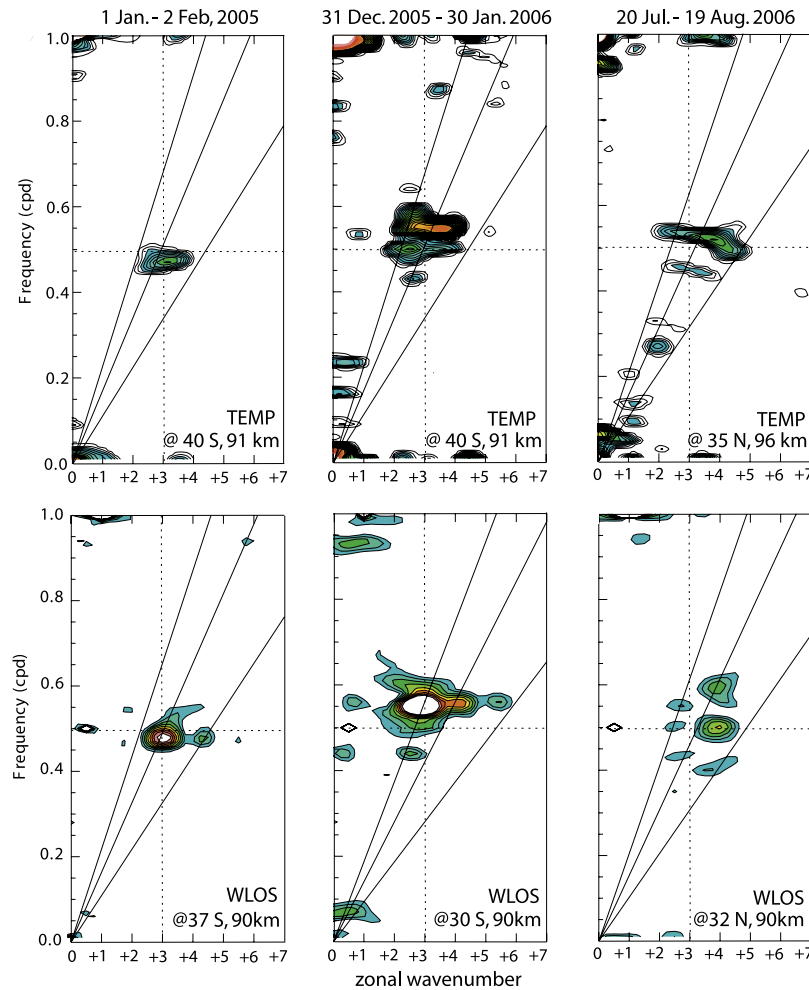 1 Jan.- 2 Feb, 2005
31 Dec. 2005 - 30 Jan. 2006
20 Jul.- 19 Aug. 2006
1.0
0.8
0.6
0.4
0.2
0.0
Frequency (cpd)
TEMP
@ 40 S, 91 km
TEMP
@ 40 S, 91 km
TEMP
@ 35 N, 96 km
0 +1 +2 +3 +4 +5 +6 +7
0 +1 +2 +3 +4 +5 +6 +7
0 +1 +2 +3 +4 +5 +6 +7
1.0
0.8
0.6
0.4
0.2
0.0
Frequency (cpd)
WLOS
@37 S, 90km
WLOS
@30 S, 90km
WLOS
@32 N, 90km
0 +1 +2 +3 +4 +5 +6 +7
0 +1 +2 +3 +4 +5 +6 +7
0 +1 +2 +3 +4 +5 +6 +7
zonal wavenumber